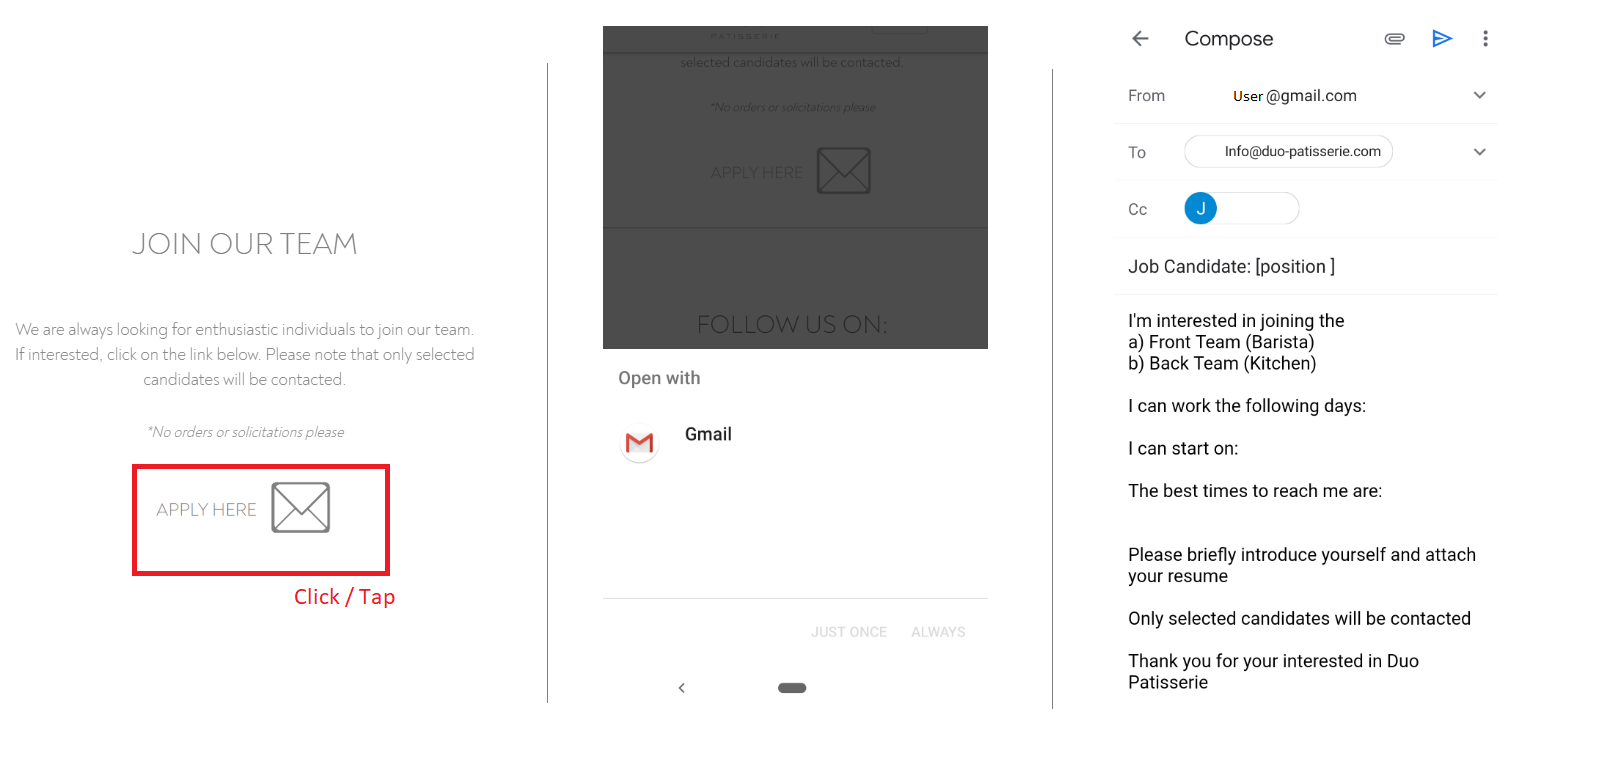 JOIN OUR TEAM
We are always looking for enthusiastic individuals to join our team.
If interested, click on the link below. Please note that only selected
candidates will be contacted.
*No orders or solicitations please
APPLY HERE
Click / Tap
PATISSERIE
selected candidates will be contacted.
*No orders or solicitations please
APPLY HERE
FOLLOW US ON:
Open with
Gmail
JUST ONCE ALWAYS
Compose
From User @gmail.com
To Info@duo-patisserie.com
Cc J
Job Candidate: [position ]
I'm interested in joining the
a) Front Team (Barista)
b) Back Team (Kitchen)
I can work the following days:
I can start on:
The best times to reach me are:
Please briefly introduce yourself and attach
your resume
Only selected candidates will be contacted
Thank you for your interested in Duo
Patisserie